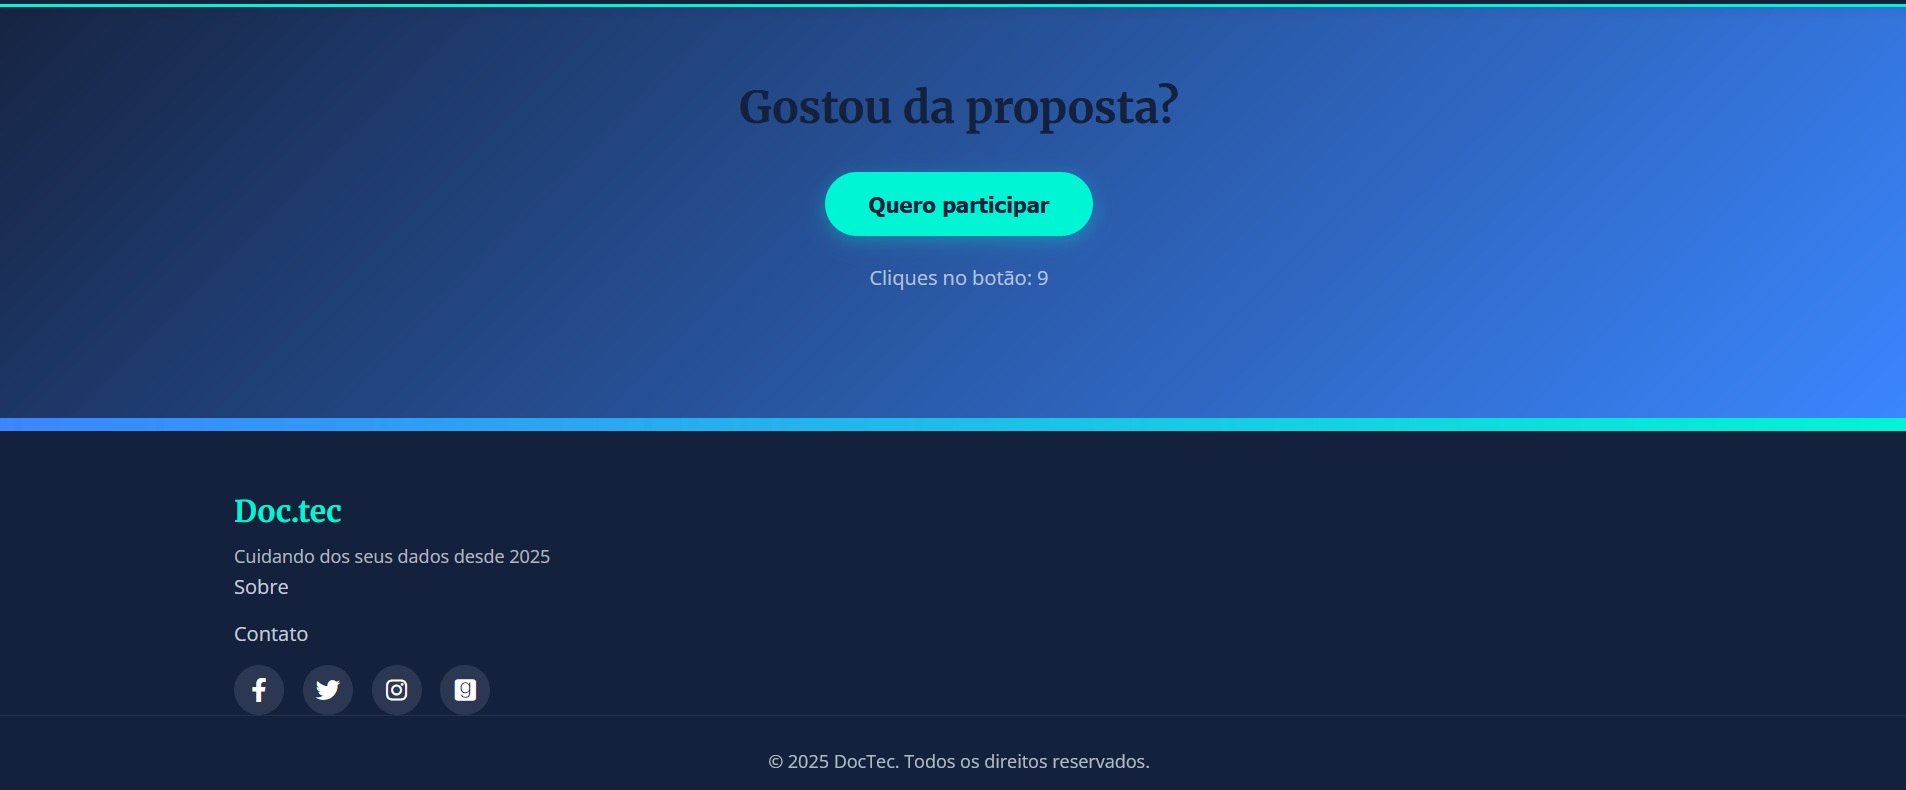 Gostou da proposta?
Quero participar
Cliques no botão: 9
Doc.tec
Cuidando dos seus dados desde 2025
Sobre
Contato
© 2025 DocTec. Todos os direitos reservados.